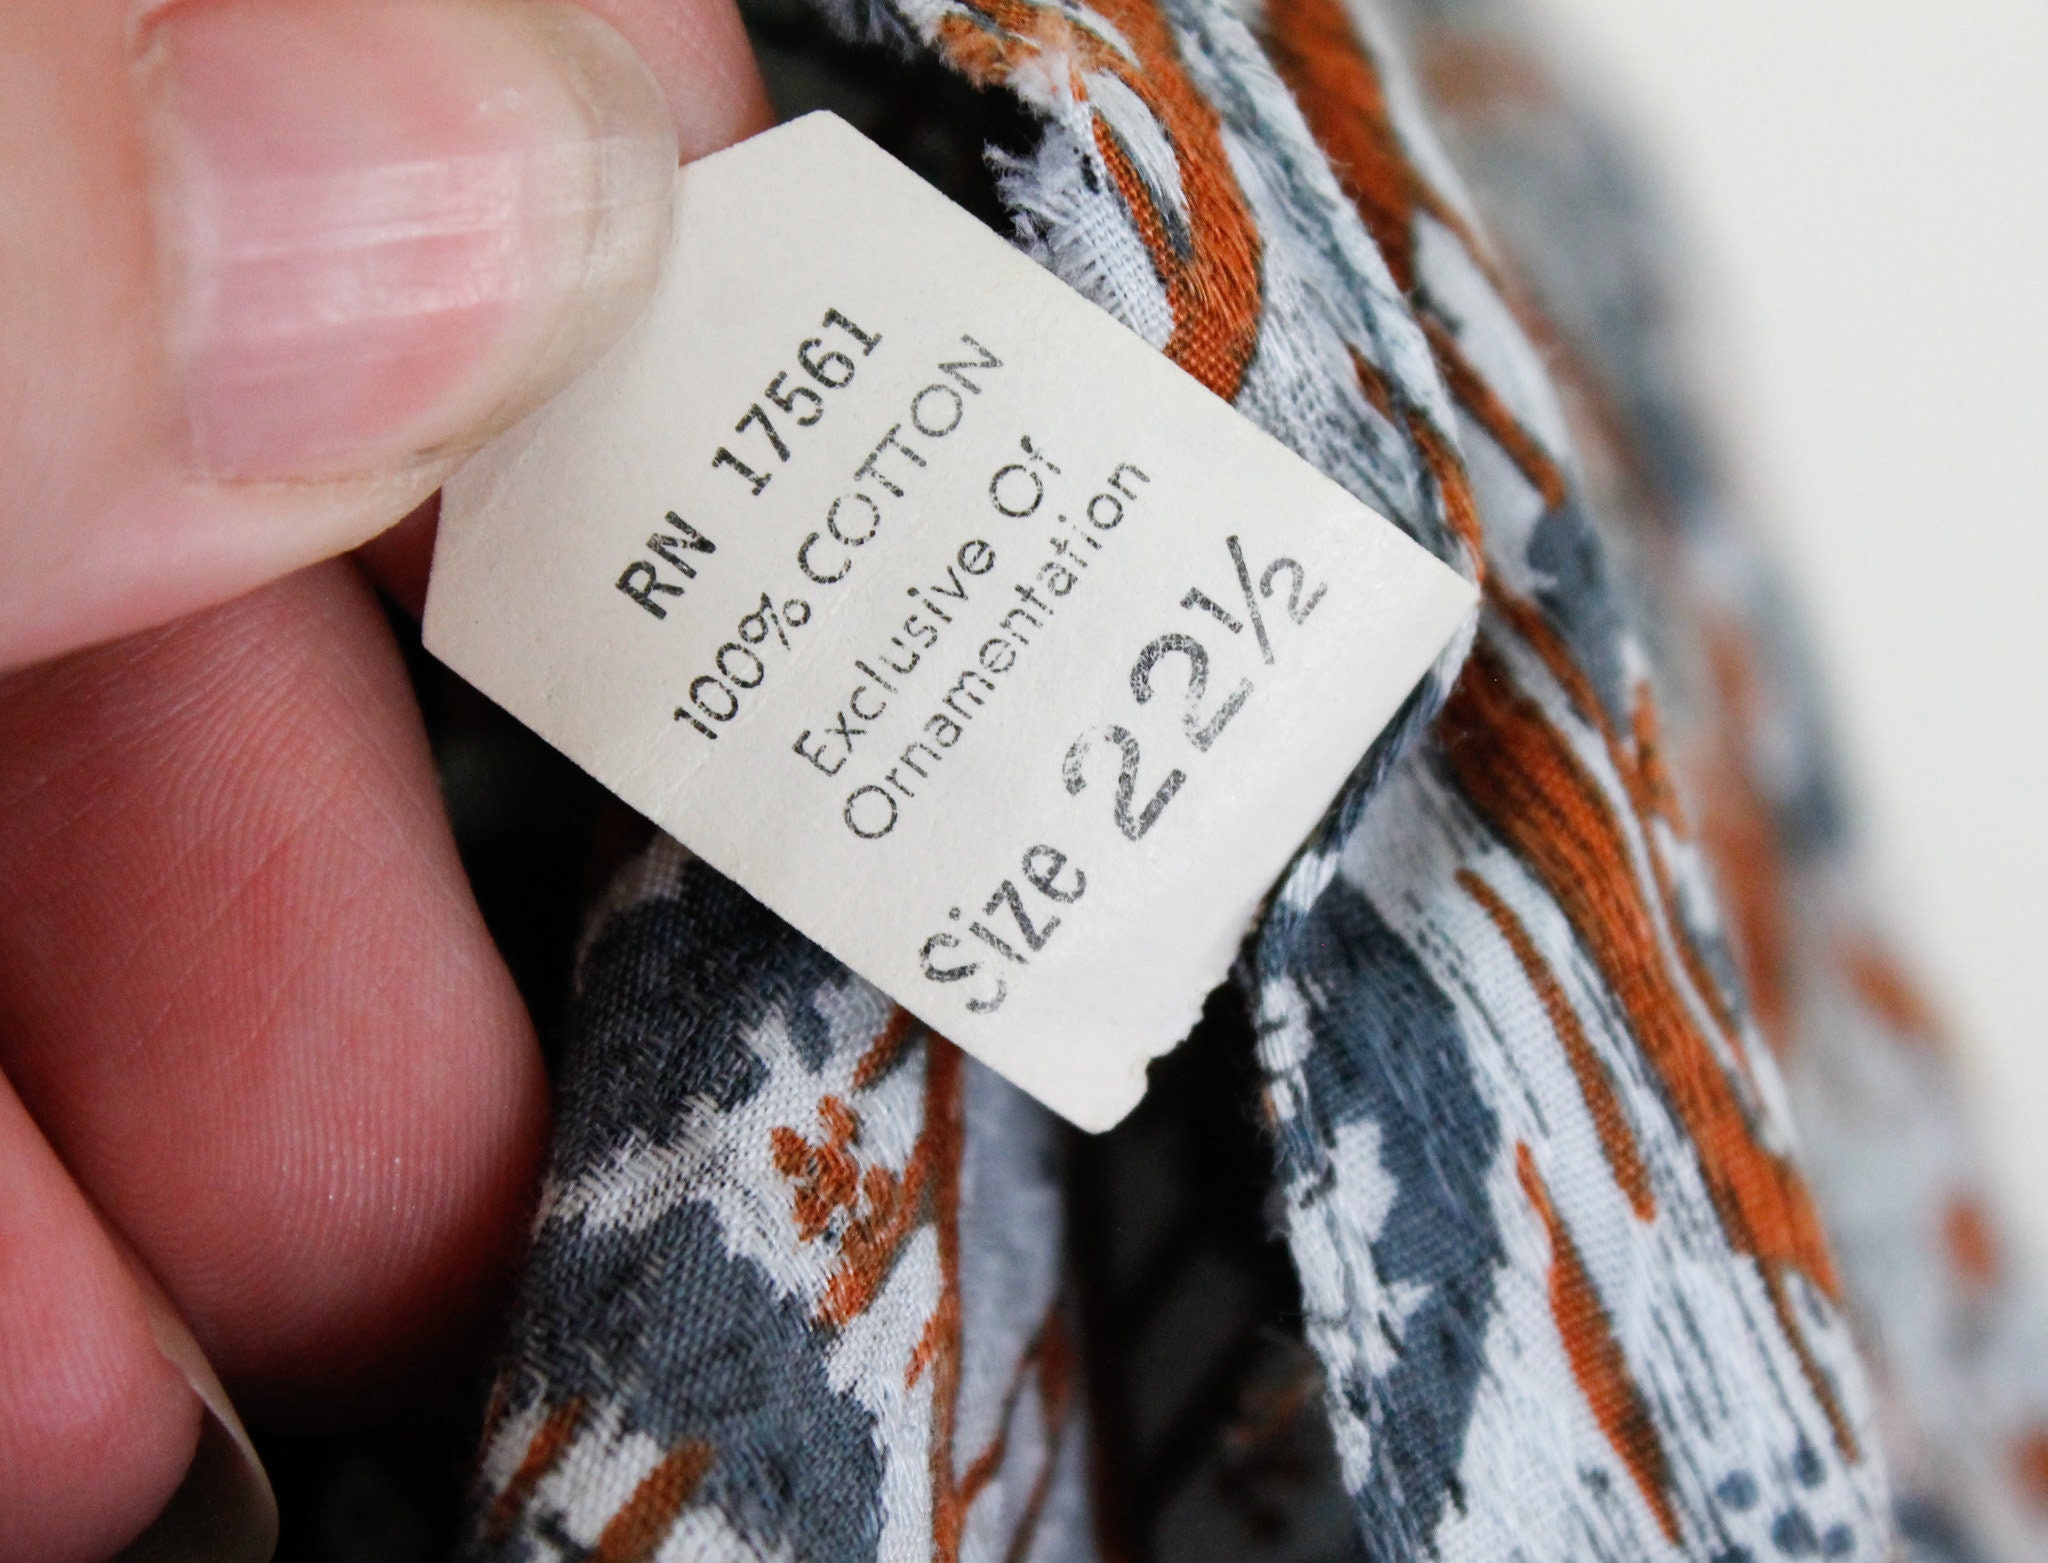 RN 17561
100% COTTON
Exclusive Of
Ornamentation
Size 22½